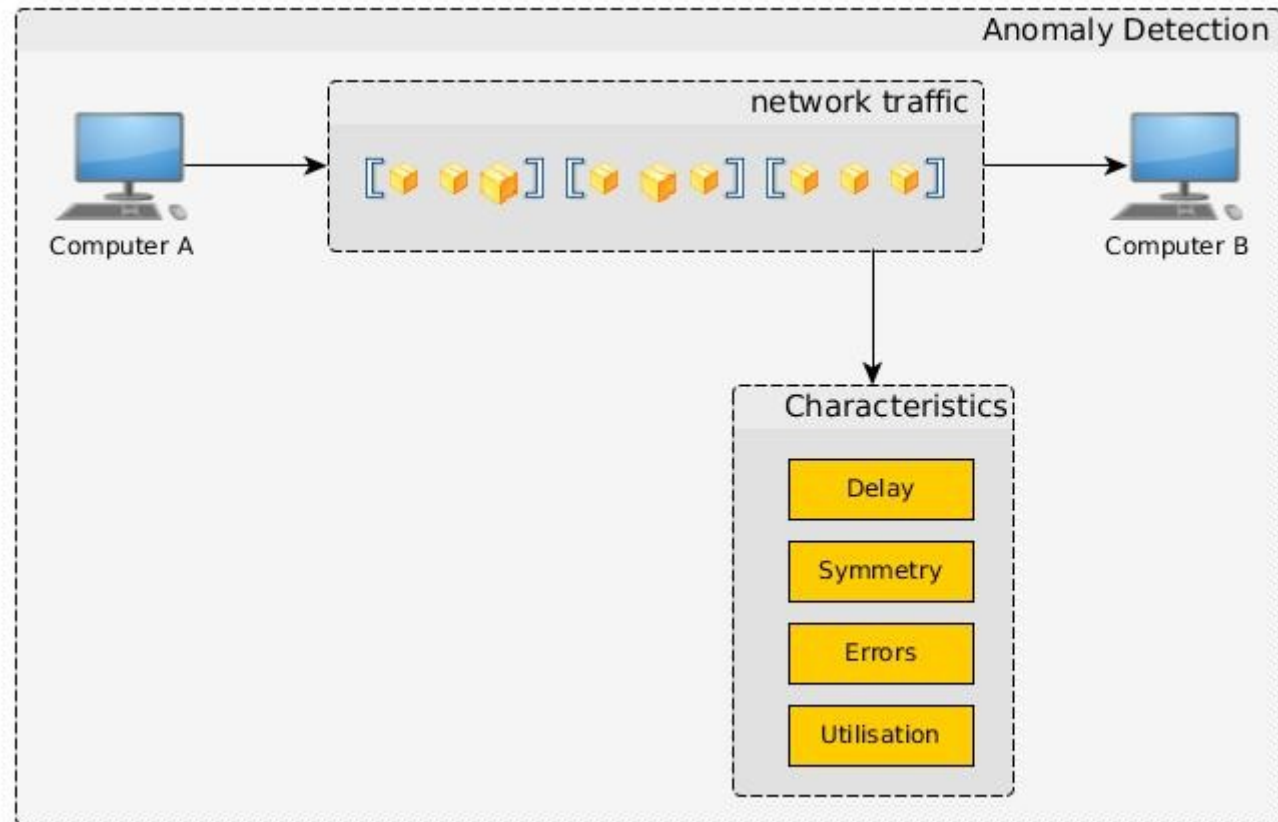 Anomaly Detection
network traffic
Computer A
Computer B
Characteristics
Delay
Symmetry
Errors
Utilisation